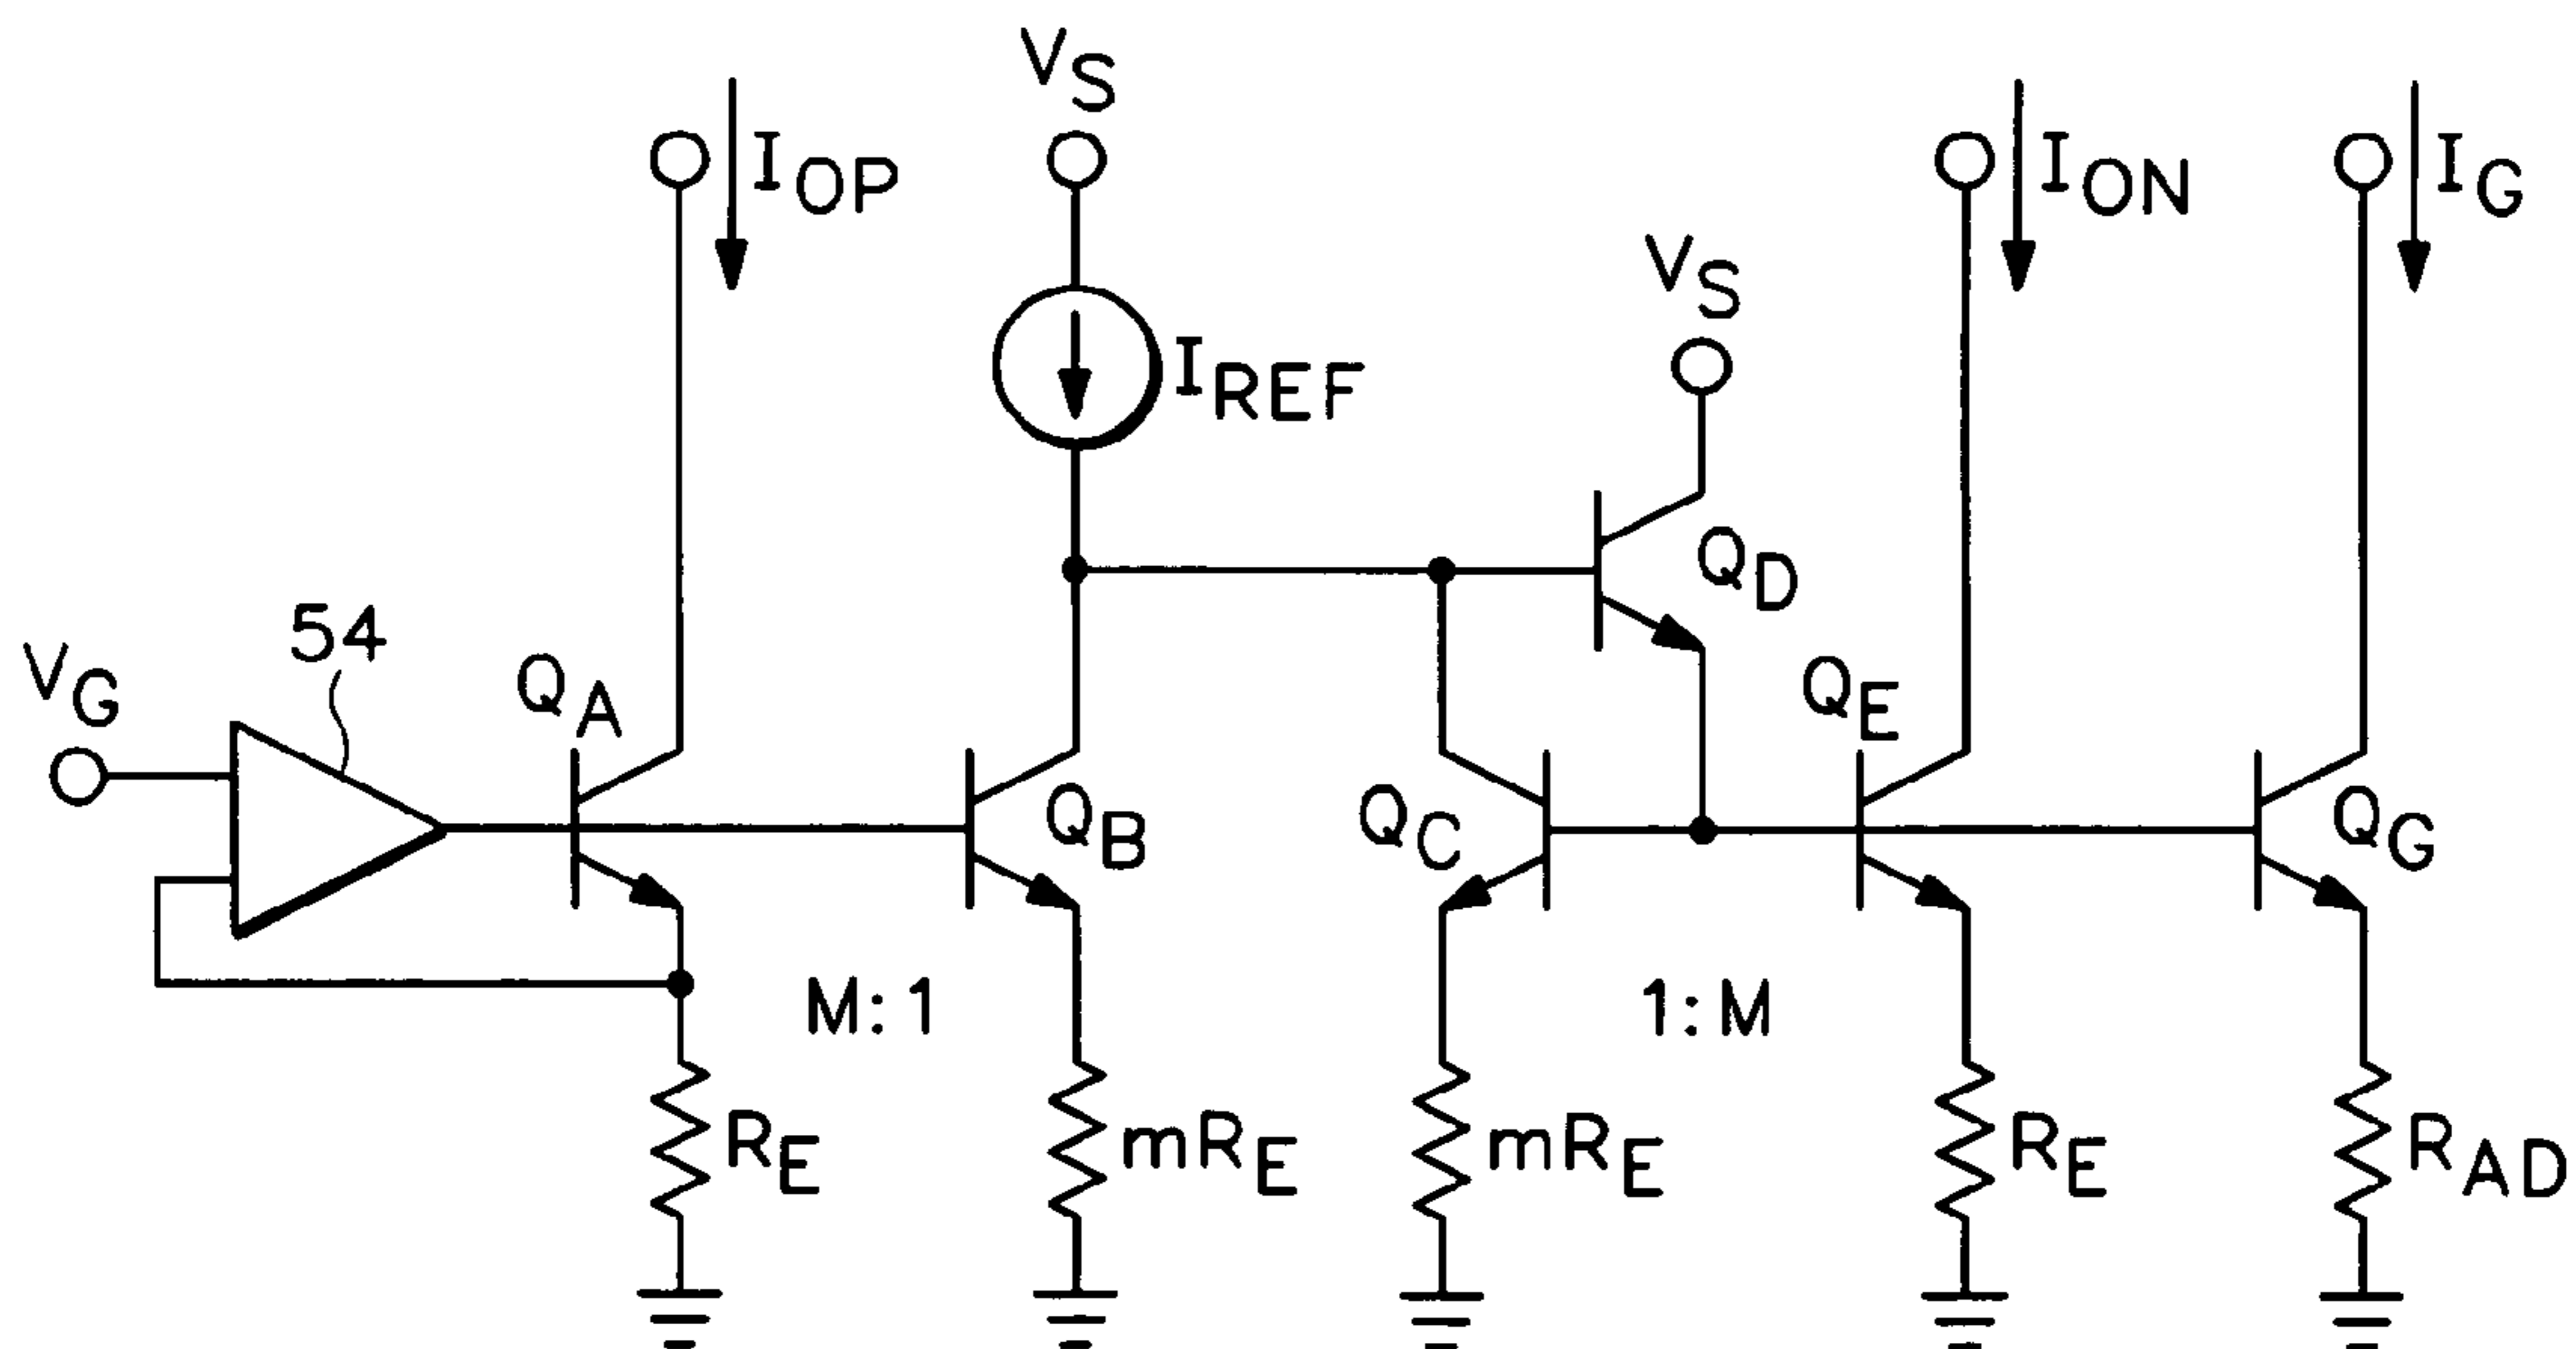 V_S
I_OP
I_ON
I_G
V_S
I_REF
54
V_G
Q_A
Q_B
Q_C
Q_D
Q_E
Q_G
M:1
1:M
R_E
mR_E
mR_E
R_E
R_AD